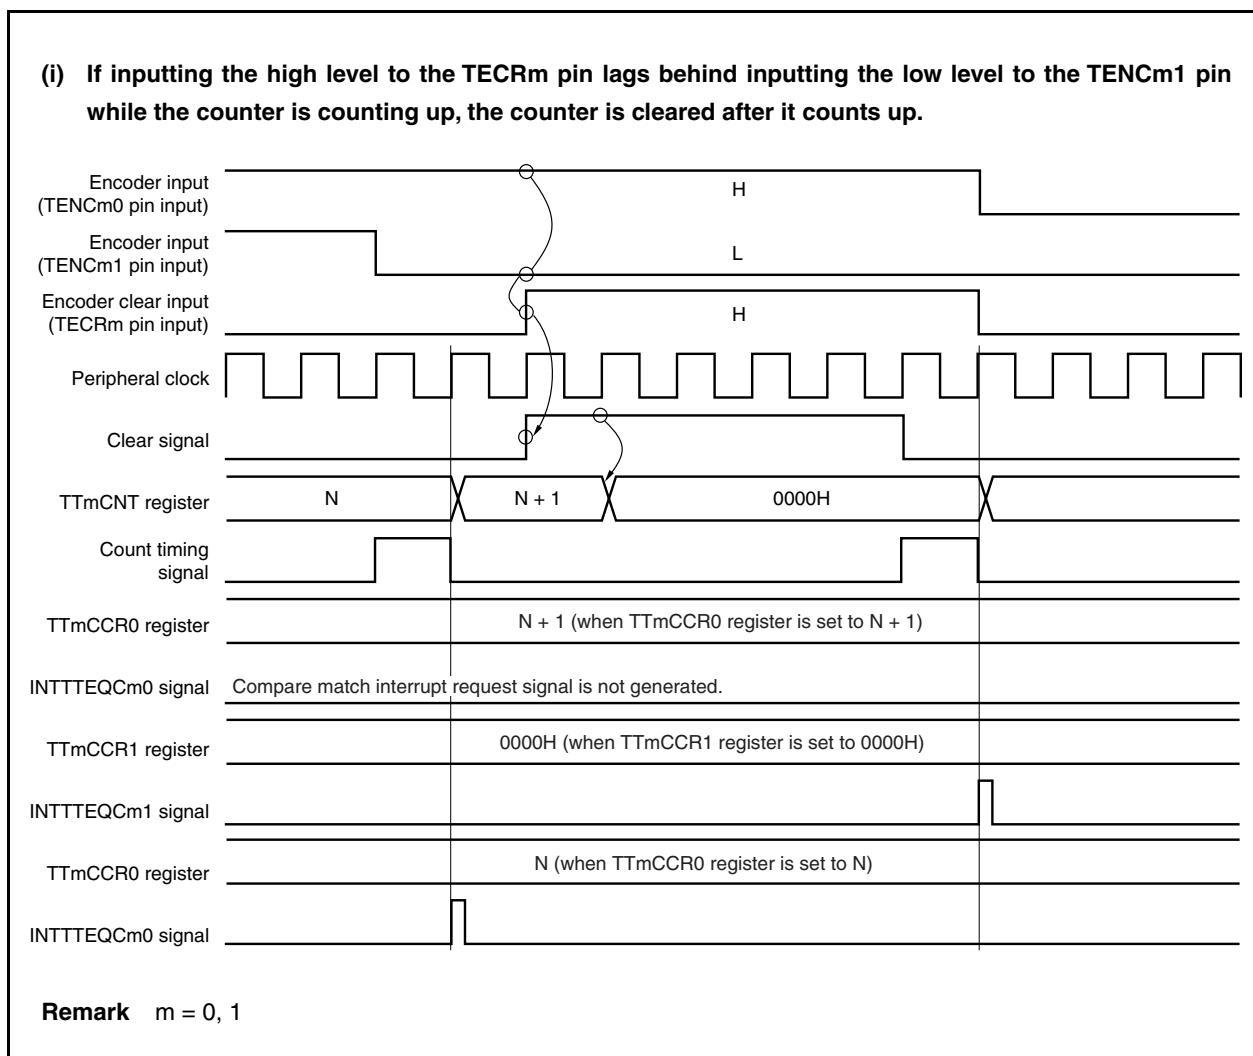 (i) If inputting the high level to the TECRm pin lags behind inputting the low level to the TENCm1 pin
while the counter is counting up, the counter is cleared after it counts up.
Encoder input
(TENCm0 pin input)
H
Encoder input
(TENCm1 pin input)
L
Encoder clear input
(TECRm pin input)
H
Peripheral clock
Clear signal
TTmCNT register
N
N + 1
0000H
Count timing
signal
TTmCCR0 register
N + 1 (when TTmCCR0 register is set to N + 1)
INTTTEQCm0 signal
Compare match interrupt request signal is not generated.
TTmCCR1 register
0000H (when TTmCCR1 register is set to 0000H)
INTTTEQCm1 signal
TTmCCR0 register
N (when TTmCCR0 register is set to N)
INTTTEQCm0 signal
Remark m = 0, 1